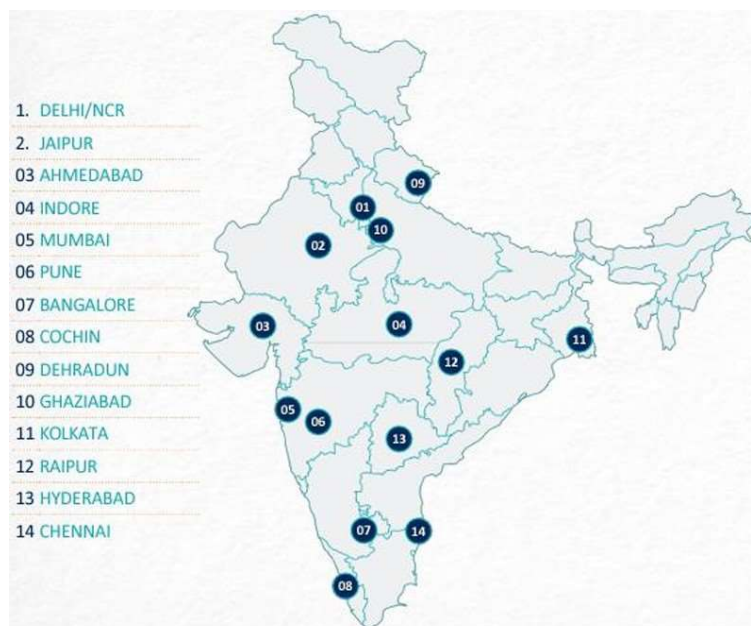 1. DELHI/NCR
2. JAIPUR
03 AHMEDABAD
04 INDORE
05 MUMBAI
06 PUNE
07 BANGALORE
08 COCHIN
09 DEHRADUN
10 GHAZIABAD
11 KOLKATA
12 RAIPUR
13 HYDERABAD
14 CHENNAI
09
01
10
02
03
04
11
12
05
06
13
07
14
08